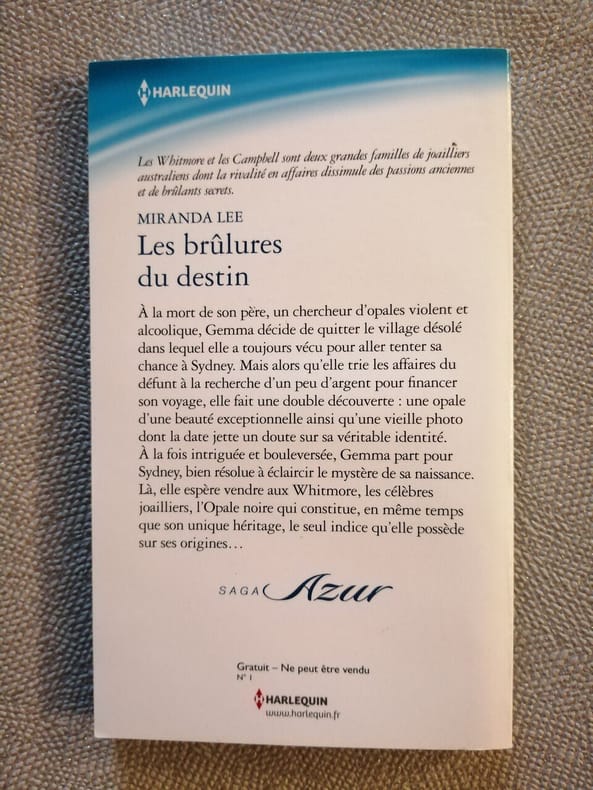 HARLEQUIN
Les Whitmore et les Campbell sont deux grandes familles de joailliers
australiens dont la rivalité en affaires dissimule des passions anciennes
et de brûlants secrets.
MIRANDA LEE
Les brûlures
du destin
À la mort de son père, un chercheur d'opales violent et
alcoolique, Gemma décide de quitter le village désolé
dans lequel elle a toujours vécu pour aller tenter sa
chance à Sydney. Mais alors qu'elle trie les affaires du
défunt à la recherche d'un peu d'argent pour financer
son voyage, elle fait une double découverte : une opale
d'une beauté exceptionnelle ainsi qu'une vieille photo
dont la date jette un doute sur sa véritable identité.
À la fois intriguée et bouleversée, Gemma part pour
Sydney, bien résolue à éclaircir le mystère de sa naissance.
Là, elle espère vendre aux Whitmore, les célèbres
joailliers, l'Opale noire qui constitue, en même temps
que son unique héritage, le seul indice qu'elle possède
sur ses origines…
SAGA Azur
Gratuit – Ne peut être vendu
N° 1
HARLEQUIN
www.harlequin.fr